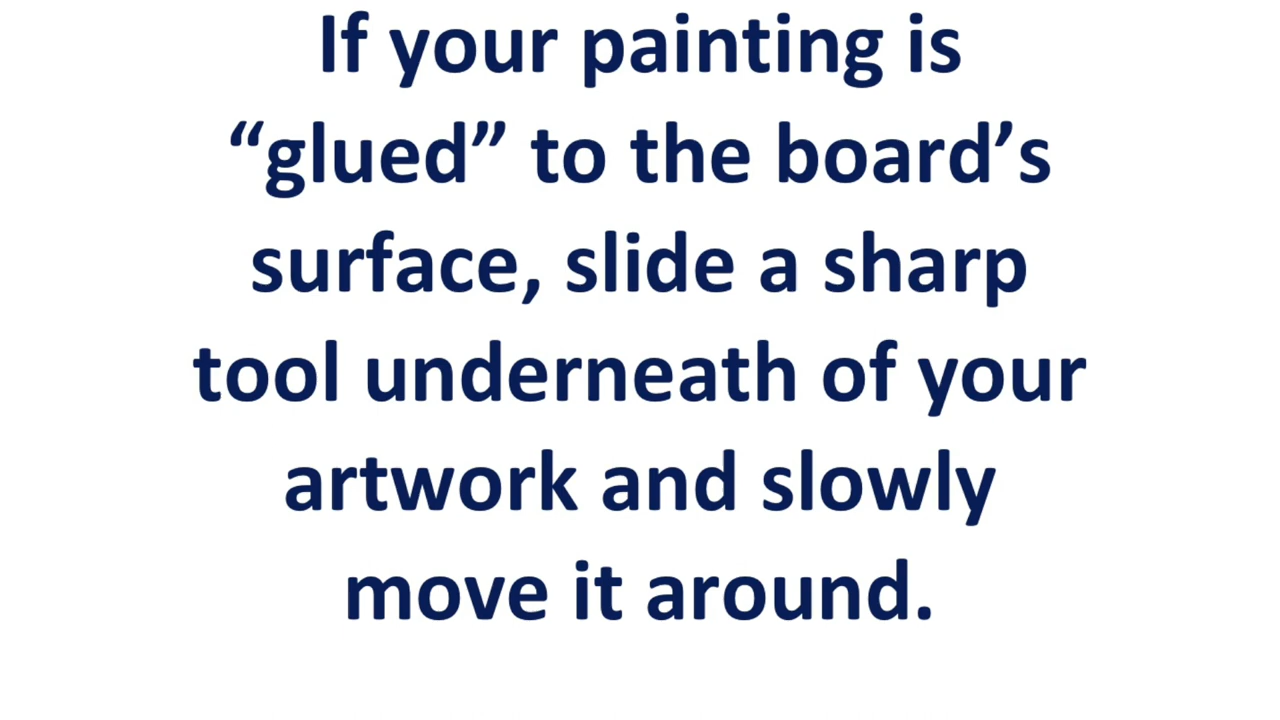 If your painting is
“glued” to the board’s
surface, slide a sharp
tool underneath of your
artwork and slowly
move it around.